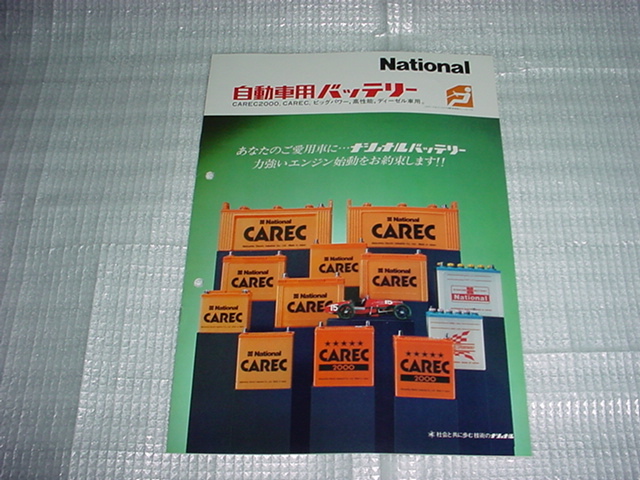 National
自動車用バッテリー
CAREC2000, CAREC, ビッグパワー, 高性能, ディーゼル車用。
あなたのご愛用車に…ナショナルバッテリー
力強いエンジン始動をお約束します!!
National
CAREC
National
CAREC
National
CAREC
National
CAREC
National
CAREC
National
CAREC
National
CAREC
National
15
National
CAREC
★★★★★
CAREC
2000
★★★★★
CAREC
2000
社会と共に歩む技術のナショナル